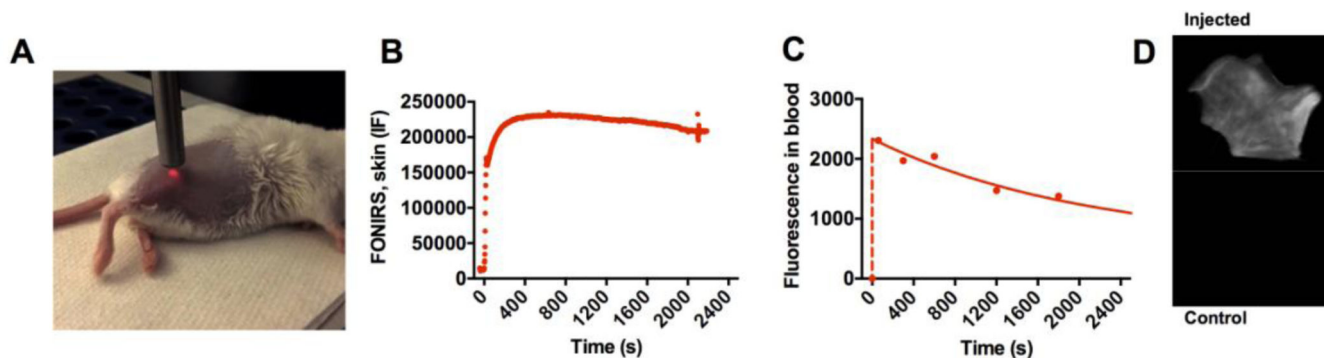 A
B
FONIRS, skin (IF)
250000
200000
150000
100000
50000
0
0
400
800
1200
1600
2000
2400
Time (s)
C
Fluorescence in blood
3000
2000
1000
0
0
400
800
1200
1600
2000
2400
Time (s)
Injected
D
Control